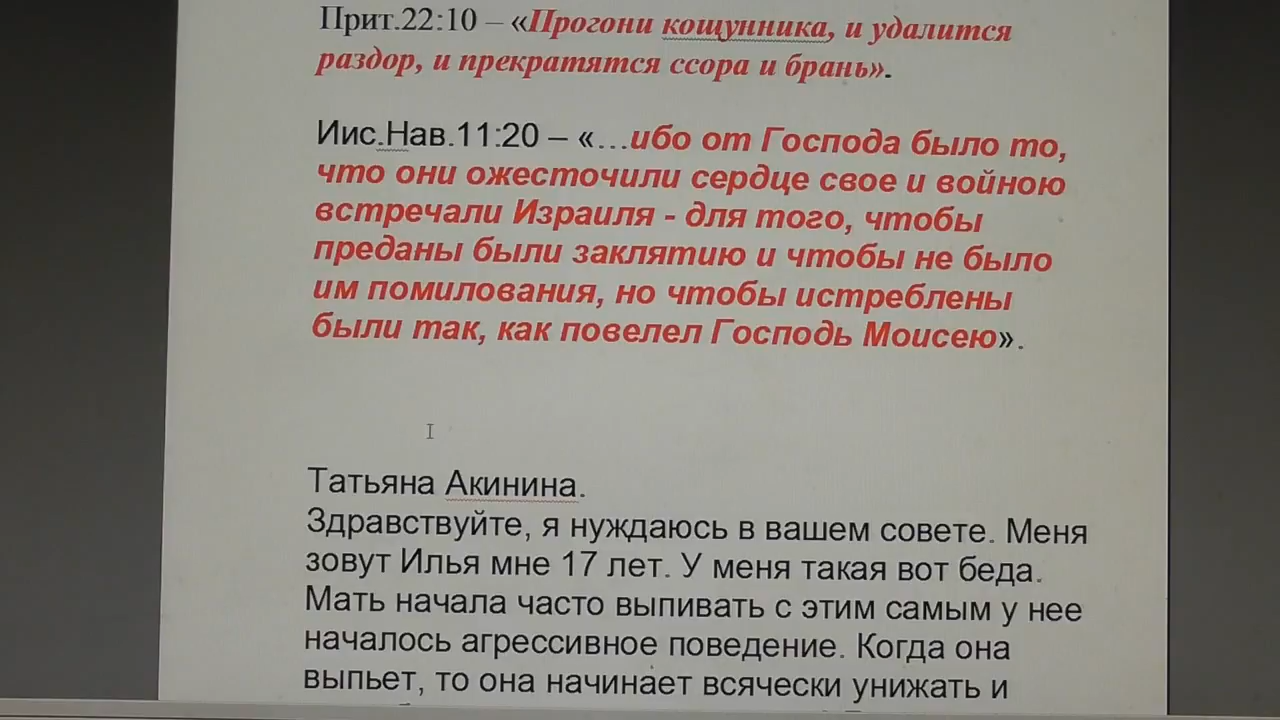 Прит.22:10 – «Прогони кощунника, и удалится
раздор, и прекратятся ссора и брань».
Иис.Нав.11:20 – «…ибо от Господа было то,
что они ожесточили сердце свое и войною
встречали Израиля - для того, чтобы
преданы были заклятию и чтобы не было
им помилования, но чтобы истреблены
были так, как повелел Господь Моисею».
Татьяна Акинина.
Здравствуйте, я нуждаюсь в вашем совете. Меня
зовут Илья мне 17 лет. У меня такая вот беда.
Мать начала часто выпивать с этим самым у нее
началось агрессивное поведение. Когда она
выпьет, то она начинает всячески унижать и